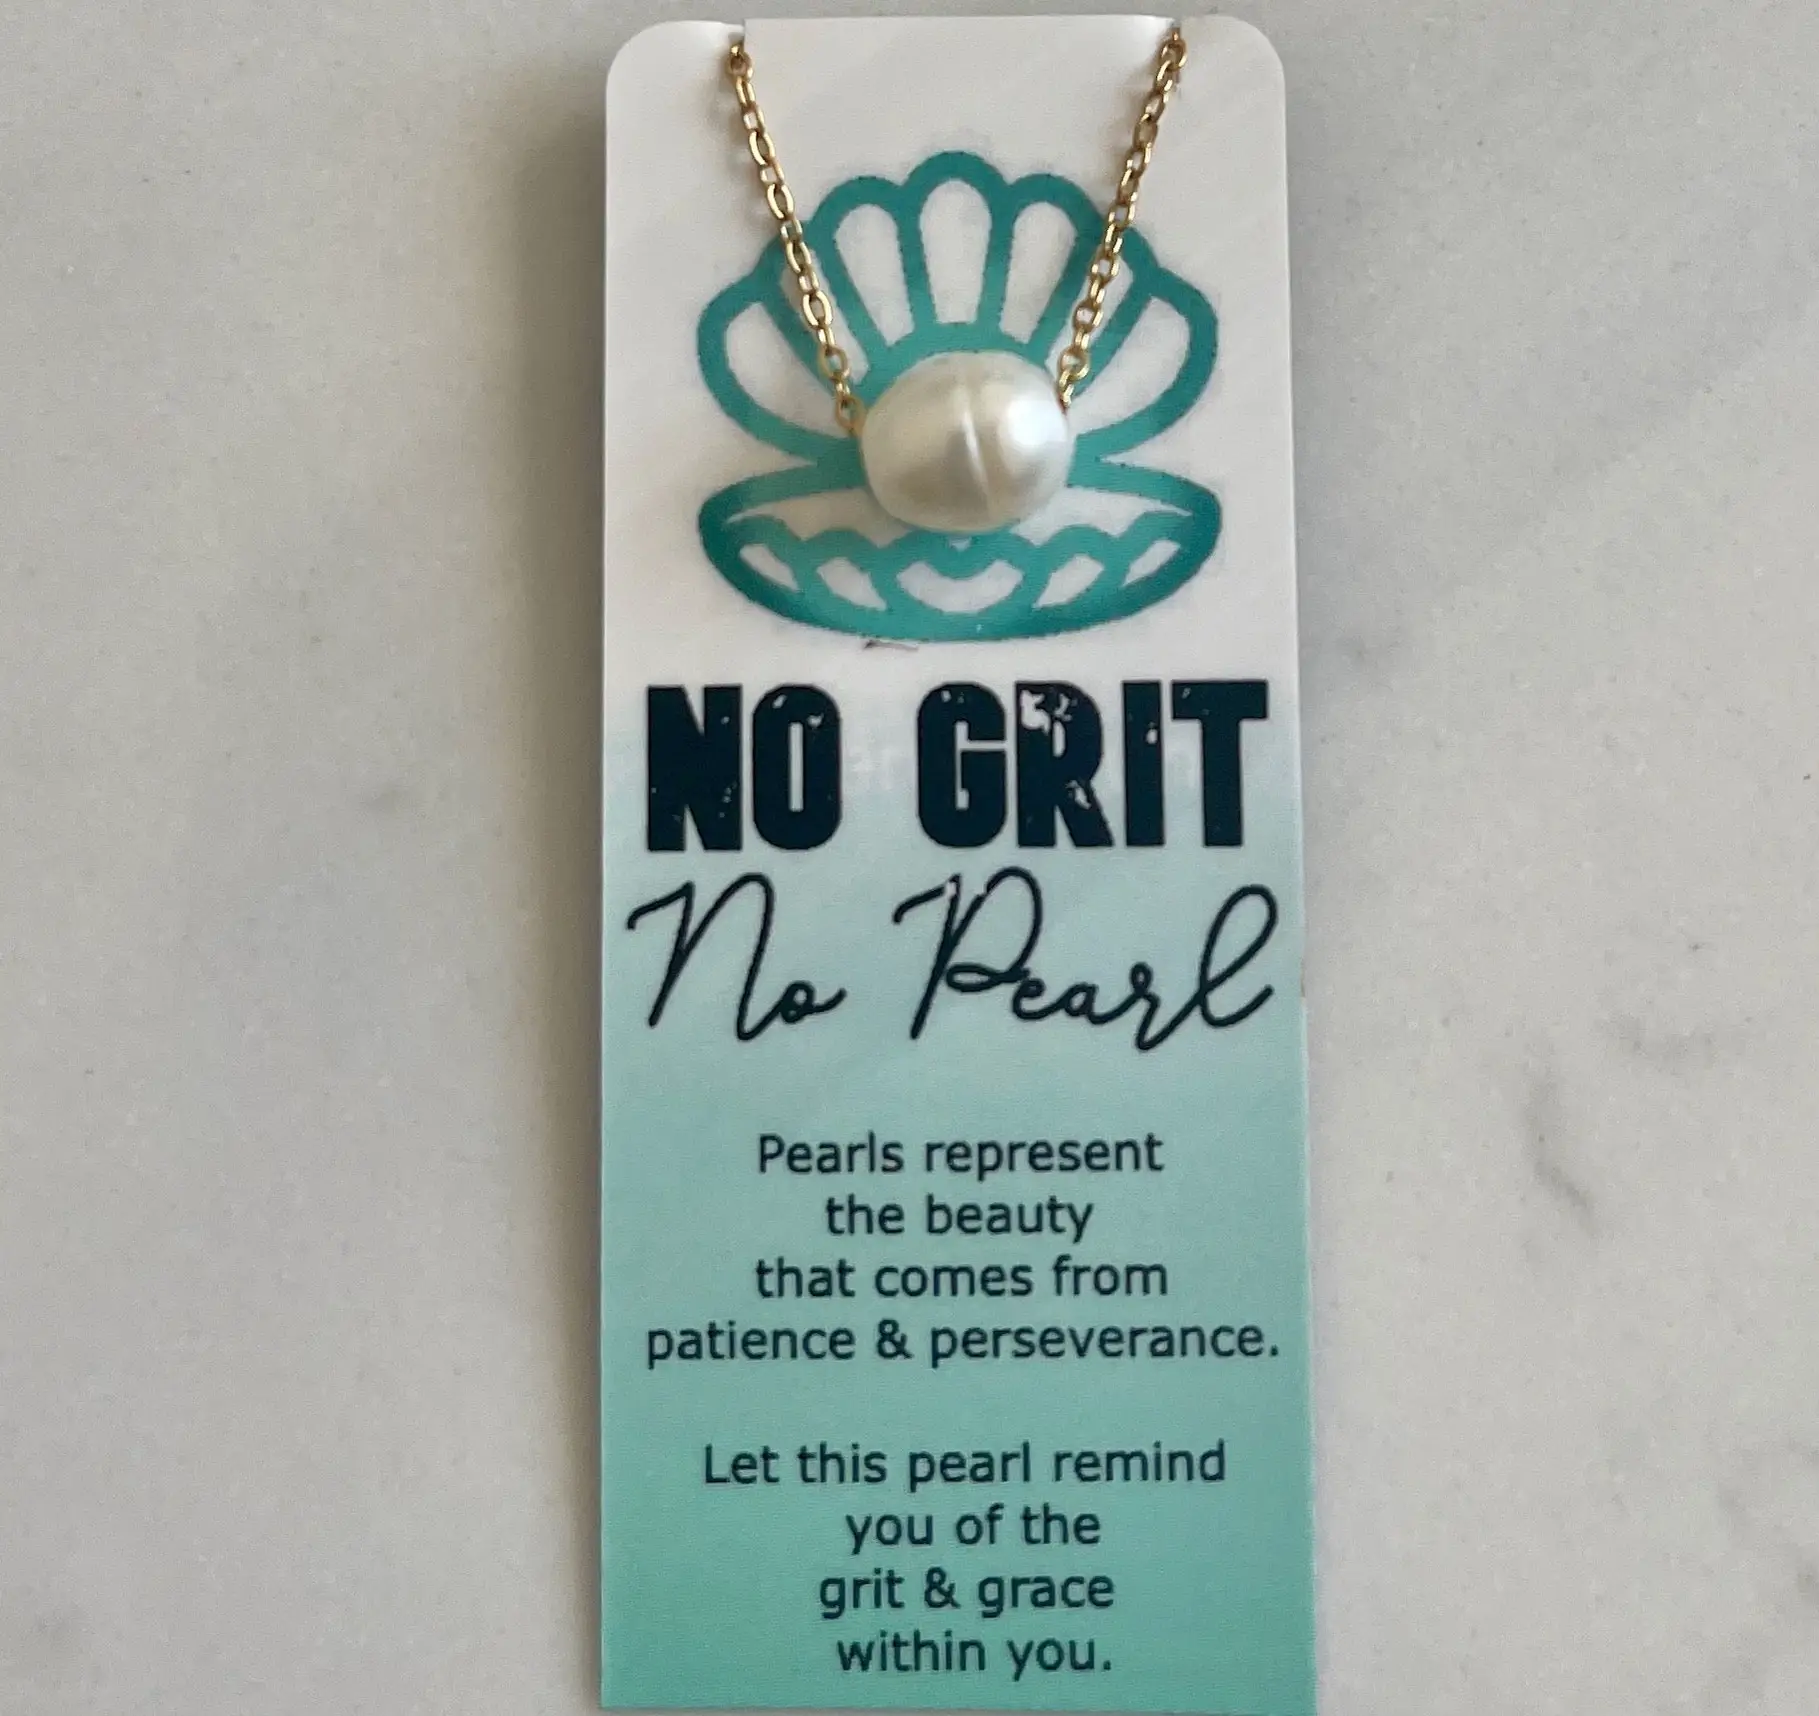 NO GRIT
No Pearl
Pearls represent
the beauty
that comes from
patience & perseverance.
Let this pearl remind
you of the
grit & grace
within you.